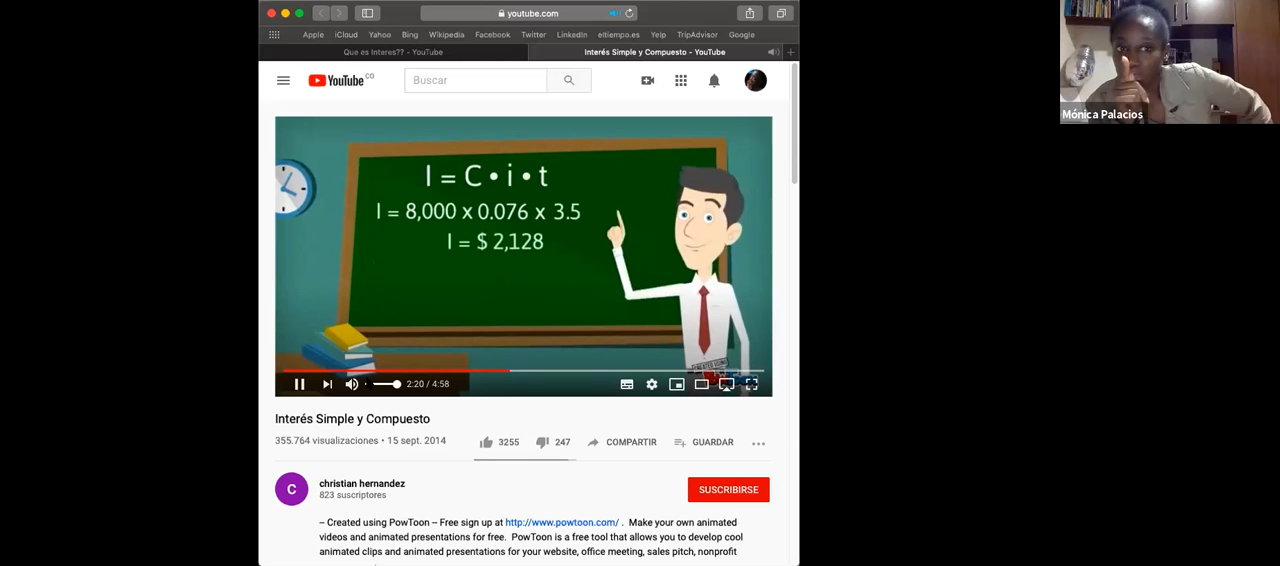 youtube.com
Apple iCloud Yahoo Bing Wikipedia Facebook Twitter LinkedIn eltiempo.es Yelp TripAdvisor Google
Que es Interes?? - YouTube
Interés Simple y Compuesto - YouTube
YouTube CO
Buscar
I = C • i • t
I = 8,000 x 0.076 x 3.5
I = $ 2,128
2:20 / 4:58
Interés Simple y Compuesto
355.764 visualizaciones • 15 sept. 2014
3255
247
COMPARTIR
GUARDAR
C
christian hernandez
823 suscriptores
SUSCRIBIRSE
-- Created using PowToon -- Free sign up at http://www.powtoon.com/ . Make your own animated
videos and animated presentations for free. PowToon is a free tool that allows you to develop cool
animated clips and animated presentations for your website, office meeting, sales pitch, nonprofit
Mónica Palacios